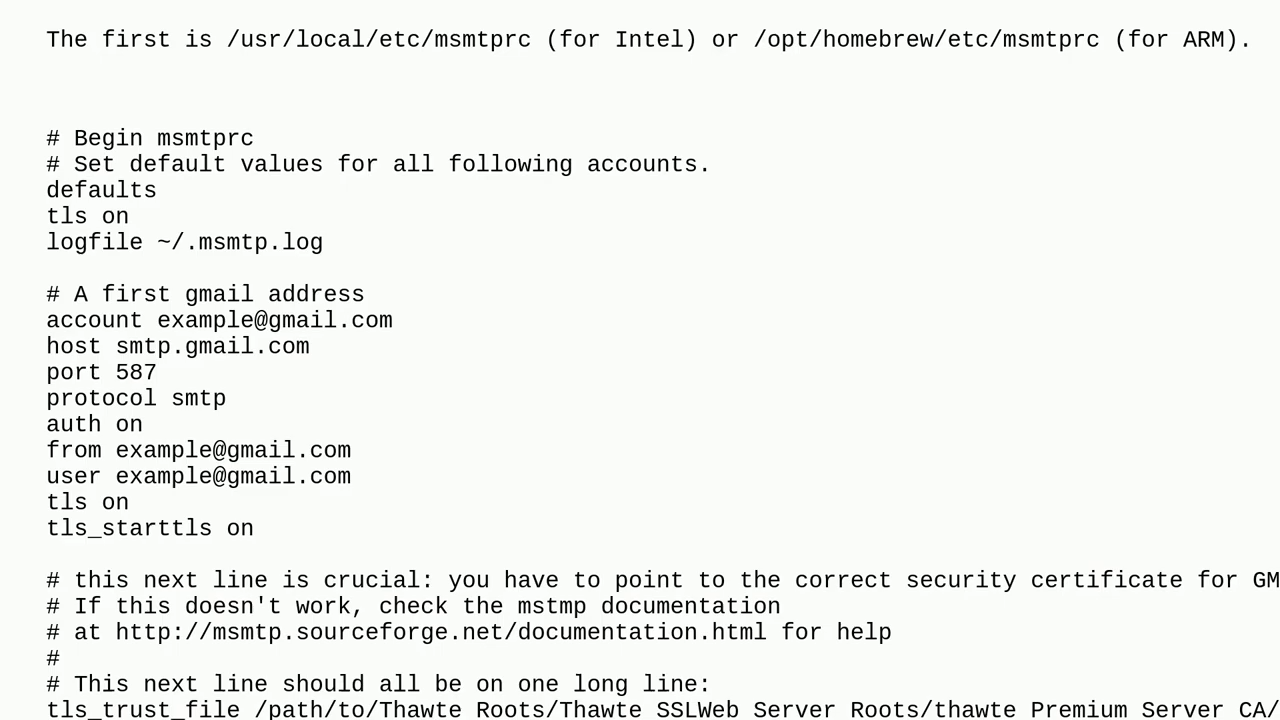 The first is /usr/local/etc/msmtprc (for Intel) or /opt/homebrew/etc/msmtprc (for ARM).
# Begin msmtprc
# Set default values for all following accounts.
defaults
tls on
logfile ~/.msmtp.log
# A first gmail address
account example@gmail.com
host smtp.gmail.com
port 587
protocol smtp
auth on
from example@gmail.com
user example@gmail.com
tls on
tls_starttls on
# this next line is crucial: you have to point to the correct security certificate for GM
# If this doesn't work, check the mstmp documentation
# at http://msmtp.sourceforge.net/documentation.html for help
#
# This next line should all be on one long line:
tls_trust_file /path/to/Thawte Roots/Thawte SSLWeb Server Roots/thawte Premium Server CA/